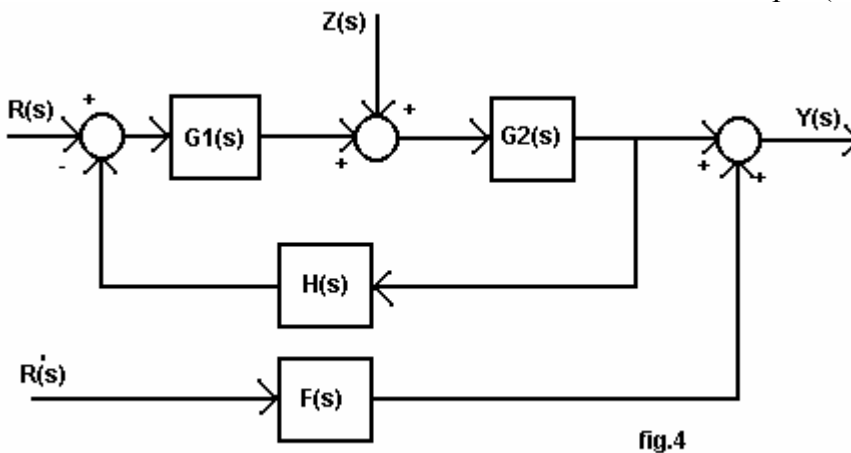 Z(s)
+
R(s)
+
G1(s)
+
G2(s)
Y(s)
-
+
+
H(s)
R'(s)
F(s)
fig.4